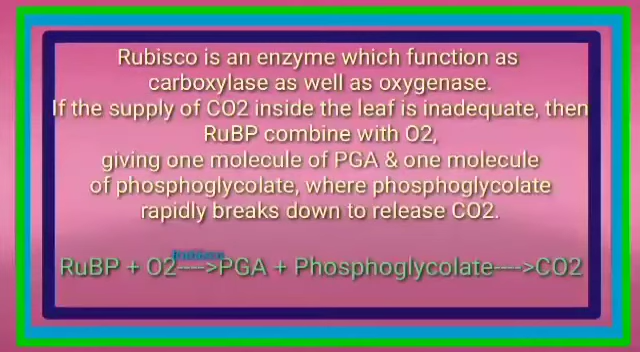 Rubisco is an enzyme which function as
carboxylase as well as oxygenase.
If the supply of CO2 inside the leaf is inadequate, then
RuBP combine with O2,
giving one molecule of PGA & one molecule
of phosphoglycolate, where phosphoglycolate
rapidly breaks down to release CO2.
RuBP + O2---->PGA + Phosphoglycolate---->CO2